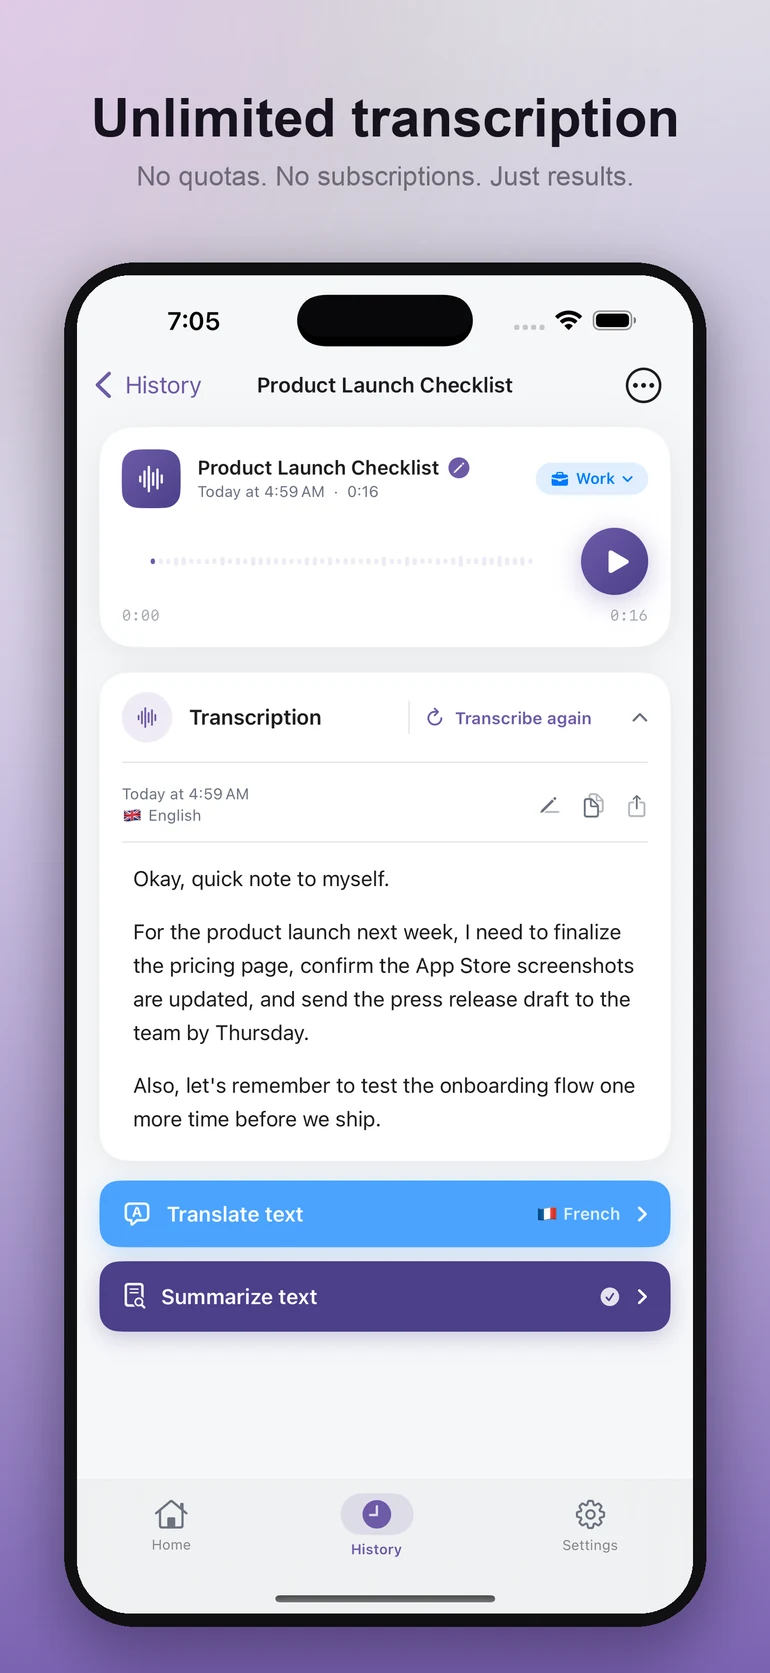 Unlimited transcription
No quotas. No subscriptions. Just results.
7:05
History
Product Launch Checklist
Product Launch Checklist
Today at 4:59 AM · 0:16
Work
0:00
0:16
Transcription
Transcribe again
Today at 4:59 AM
English
Okay, quick note to myself.
For the product launch next week, I need to finalize
the pricing page, confirm the App Store screenshots
are updated, and send the press release draft to the
team by Thursday.
Also, let's remember to test the onboarding flow one
more time before we ship.
A
Translate text
French
Summarize text
Home
History
Settings